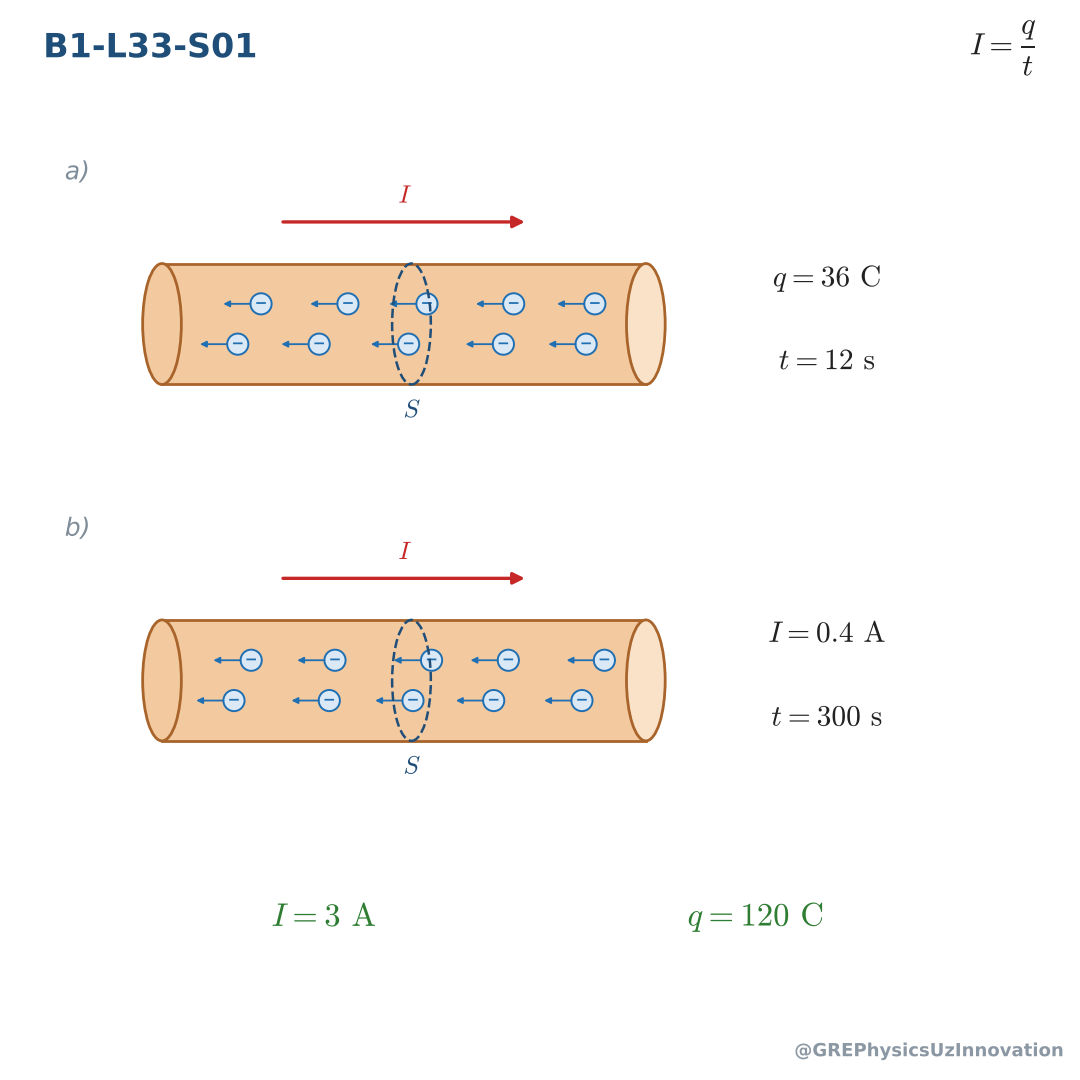 B1-L33-S01
I = q/t
a)
I
q = 36 C
t = 12 s
S
b)
I
I = 0.4 A
t = 300 s
S
I = 3 A
q = 120 C
@GREPhysicsUzInnovation